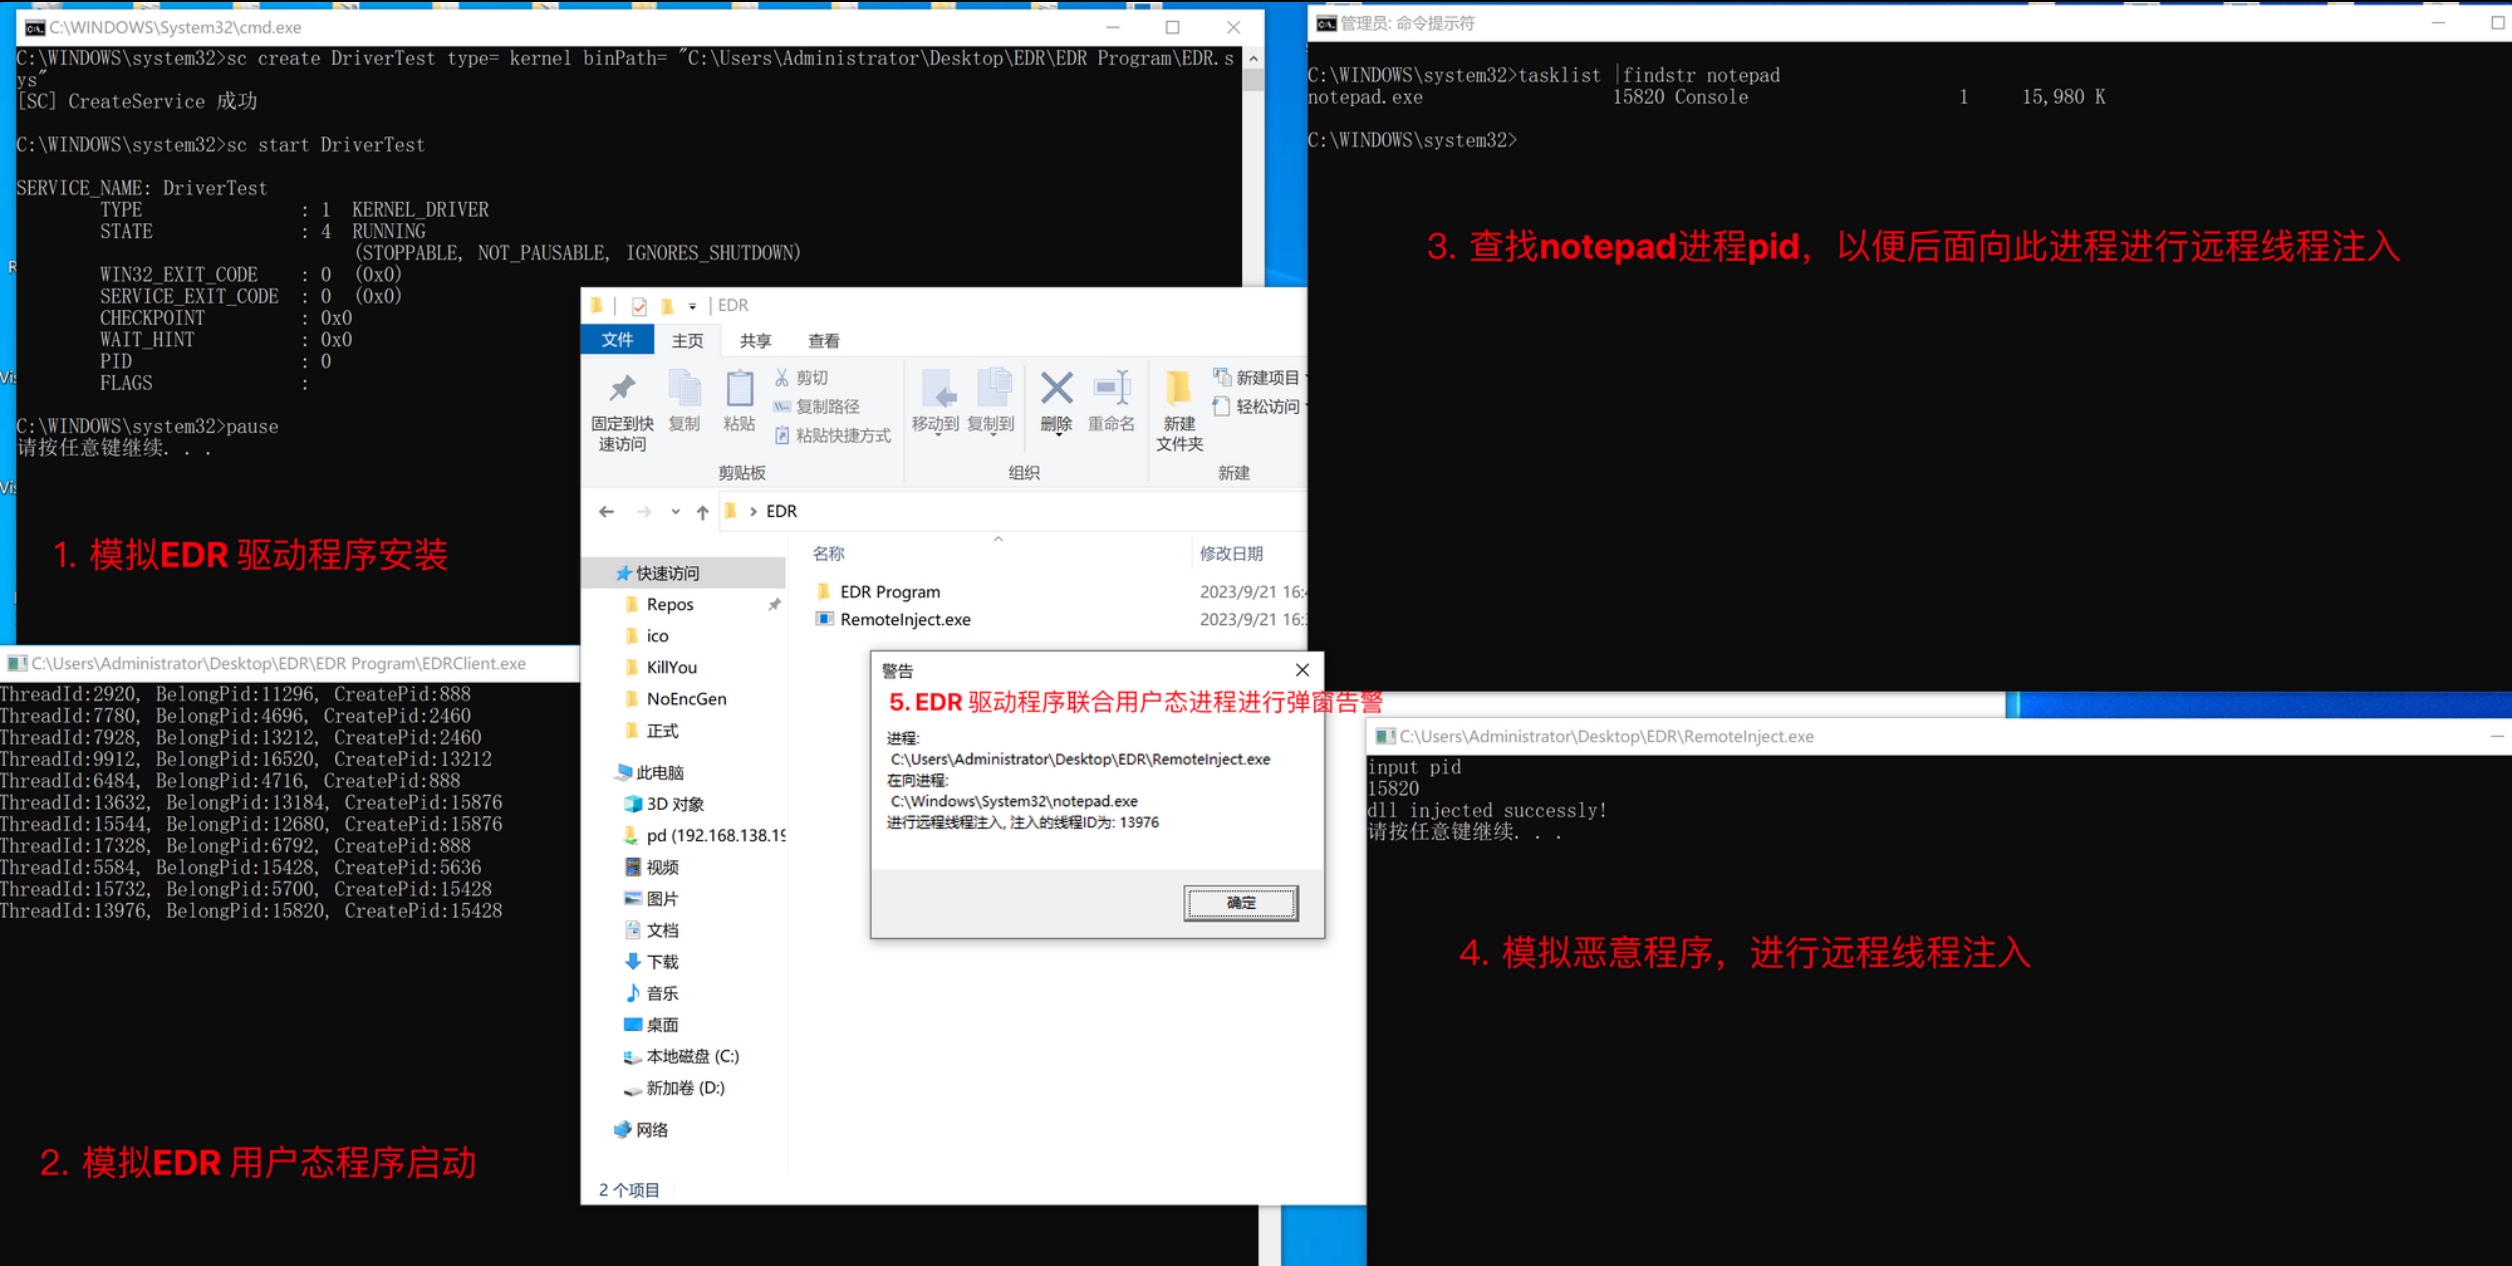 C:\WINDOWS\System32\cmd.exe
C:\WINDOWS\system32>sc create DriverTest type= kernel binPath= "C:\Users\Administrator\Desktop\EDR\EDR Program\EDR.s
ys"
[SC] CreateService 成功
C:\WINDOWS\system32>sc start DriverTest
SERVICE_NAME: DriverTest
TYPE : 1 KERNEL_DRIVER
STATE : 4 RUNNING
(STOPPABLE, NOT_PAUSABLE, IGNORES_SHUTDOWN)
WIN32_EXIT_CODE : 0 (0x0)
SERVICE_EXIT_CODE : 0 (0x0)
CHECKPOINT : 0x0
WAIT_HINT : 0x0
PID : 0
FLAGS :
C:\WINDOWS\system32>pause
请按任意键继续. . .
1. 模拟EDR 驱动程序安装
C:\Users\Administrator\Desktop\EDR\EDR Program\EDRClient.exe
ThreadId:2920, BelongPid:11296, CreatePid:888
ThreadId:7780, BelongPid:4696, CreatePid:2460
ThreadId:7928, BelongPid:13212, CreatePid:2460
ThreadId:9912, BelongPid:16520, CreatePid:13212
ThreadId:6484, BelongPid:4716, CreatePid:888
ThreadId:13632, BelongPid:13184, CreatePid:15876
ThreadId:15544, BelongPid:12680, CreatePid:15876
ThreadId:17328, BelongPid:6792, CreatePid:888
ThreadId:5584, BelongPid:15428, CreatePid:5636
ThreadId:15732, BelongPid:5700, CreatePid:15428
ThreadId:13976, BelongPid:15820, CreatePid:15428
2. 模拟EDR 用户态程序启动
EDR
文件 主页 共享 查看
固定到快
速访问
复制
粘贴
剪切
复制路径
粘贴快捷方式
剪贴板
移动到
复制到
删除
重命名
组织
新建
文件夹
新建项目
轻松访问
新建
EDR
名称 修改日期
EDR Program 2023/9/21 16:
RemoteInject.exe 2023/9/21 16:
快速访问
Repos
ico
KillYou
NoEncGen
正式
此电脑
3D 对象
pd (192.168.138.19
视频
图片
文档
下载
音乐
桌面
本地磁盘 (C:)
新加卷 (D:)
网络
2 个项目
警告
5. EDR 驱动程序联合用户态进程进行弹窗告警
进程:
C:\Users\Administrator\Desktop\EDR\RemoteInject.exe
在向进程:
C:\Windows\System32\notepad.exe
进行远程线程注入, 注入的线程ID为: 13976
确定
管理员: 命令提示符
C:\WINDOWS\system32>tasklist |findstr notepad
notepad.exe 15820 Console 1 15,980 K
C:\WINDOWS\system32>
3. 查找notepad进程pid，以便后面向此进程进行远程线程注入
C:\Users\Administrator\Desktop\EDR\RemoteInject.exe
input pid
15820
dll injected successly!
请按任意键继续. . .
4. 模拟恶意程序，进行远程线程注入